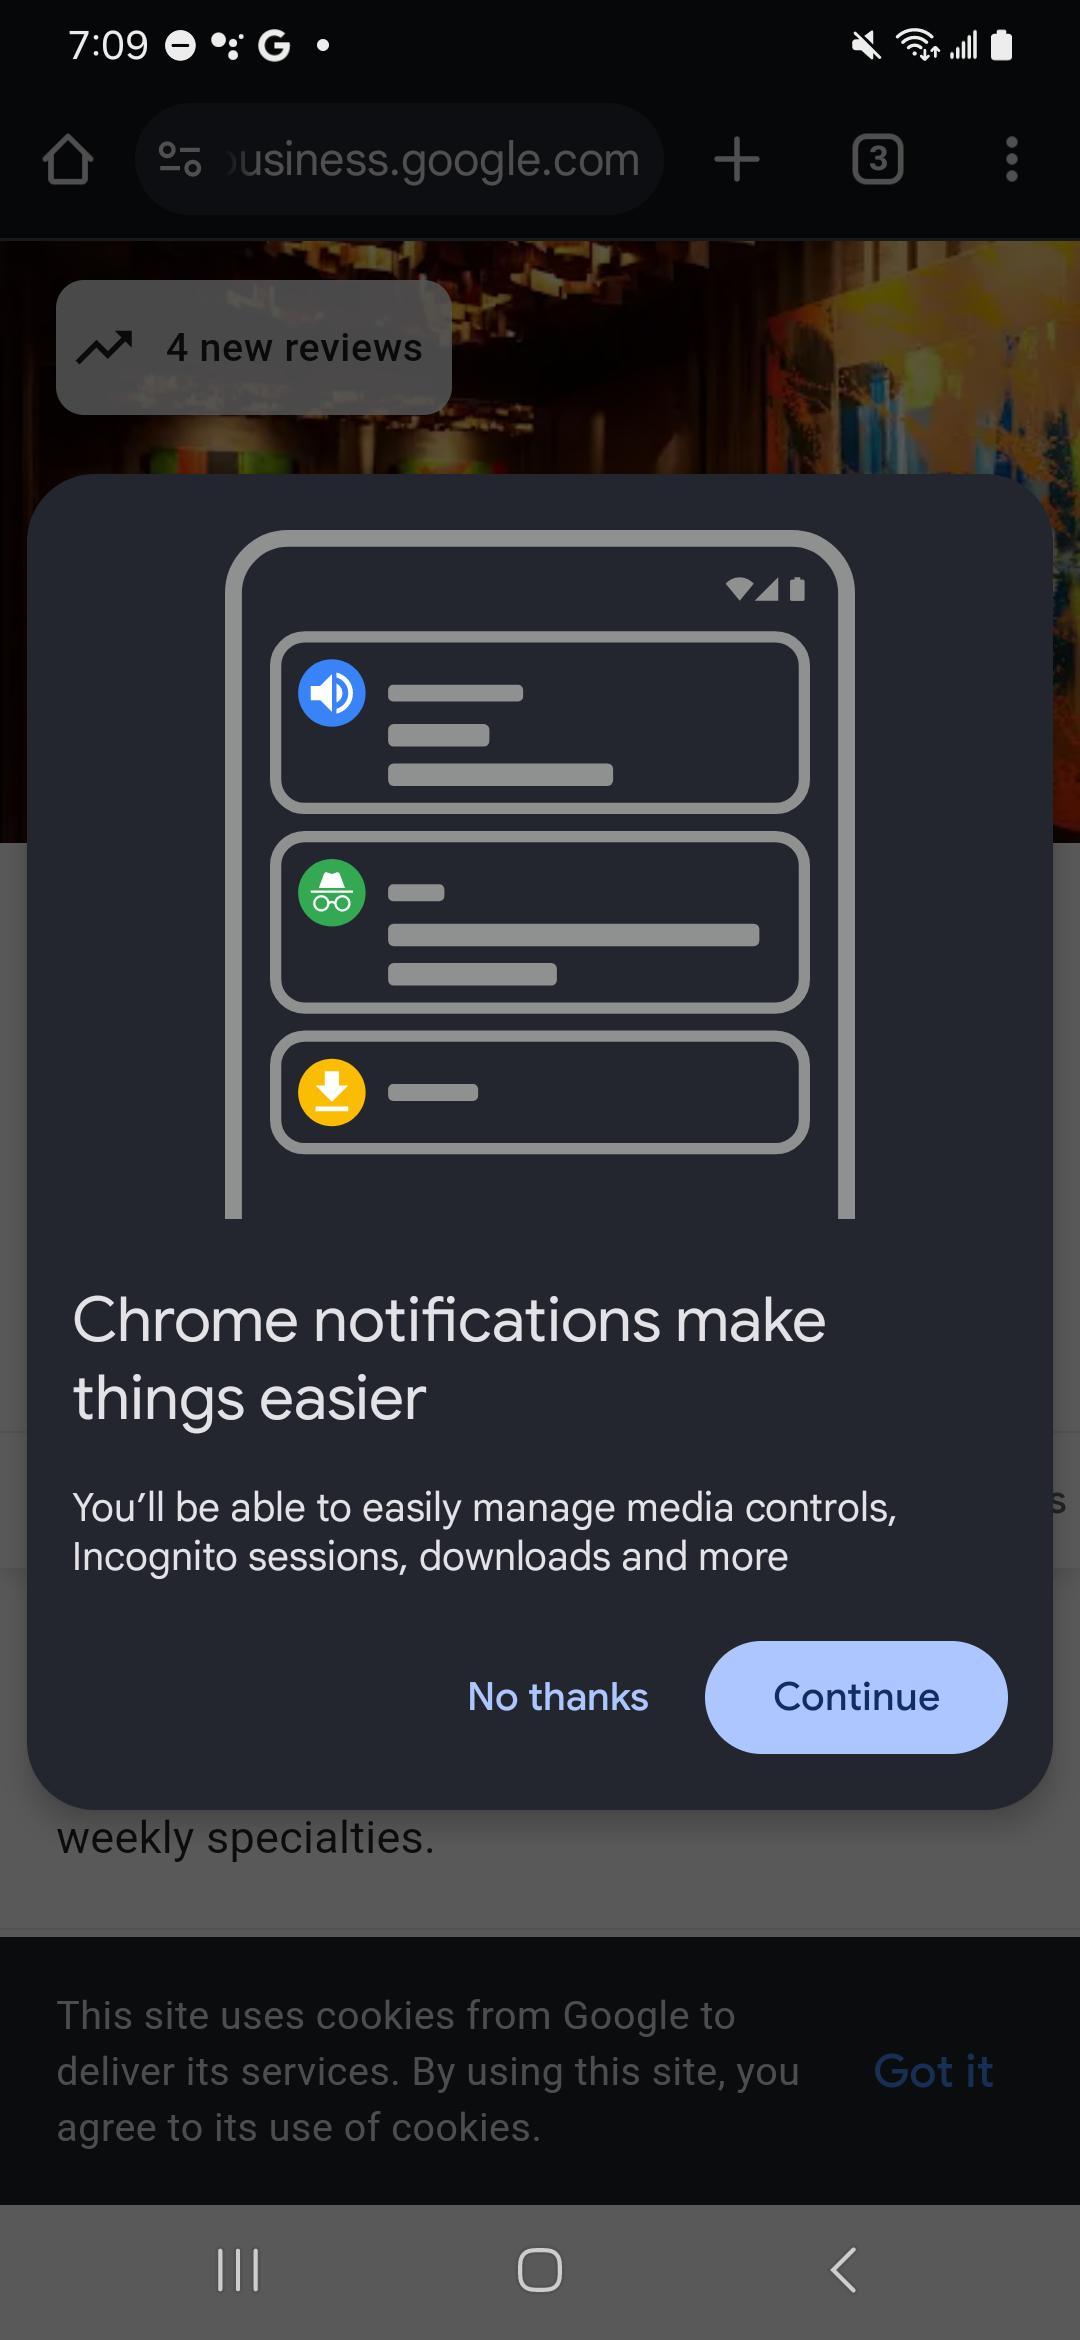 7:09
business.google.com
3
4 new reviews
Chrome notifications make
things easier
You’ll be able to easily manage media controls,
Incognito sessions, downloads and more
s
No thanks
Continue
weekly specialties.
This site uses cookies from Google to
deliver its services. By using this site, you
agree to its use of cookies.
Got it